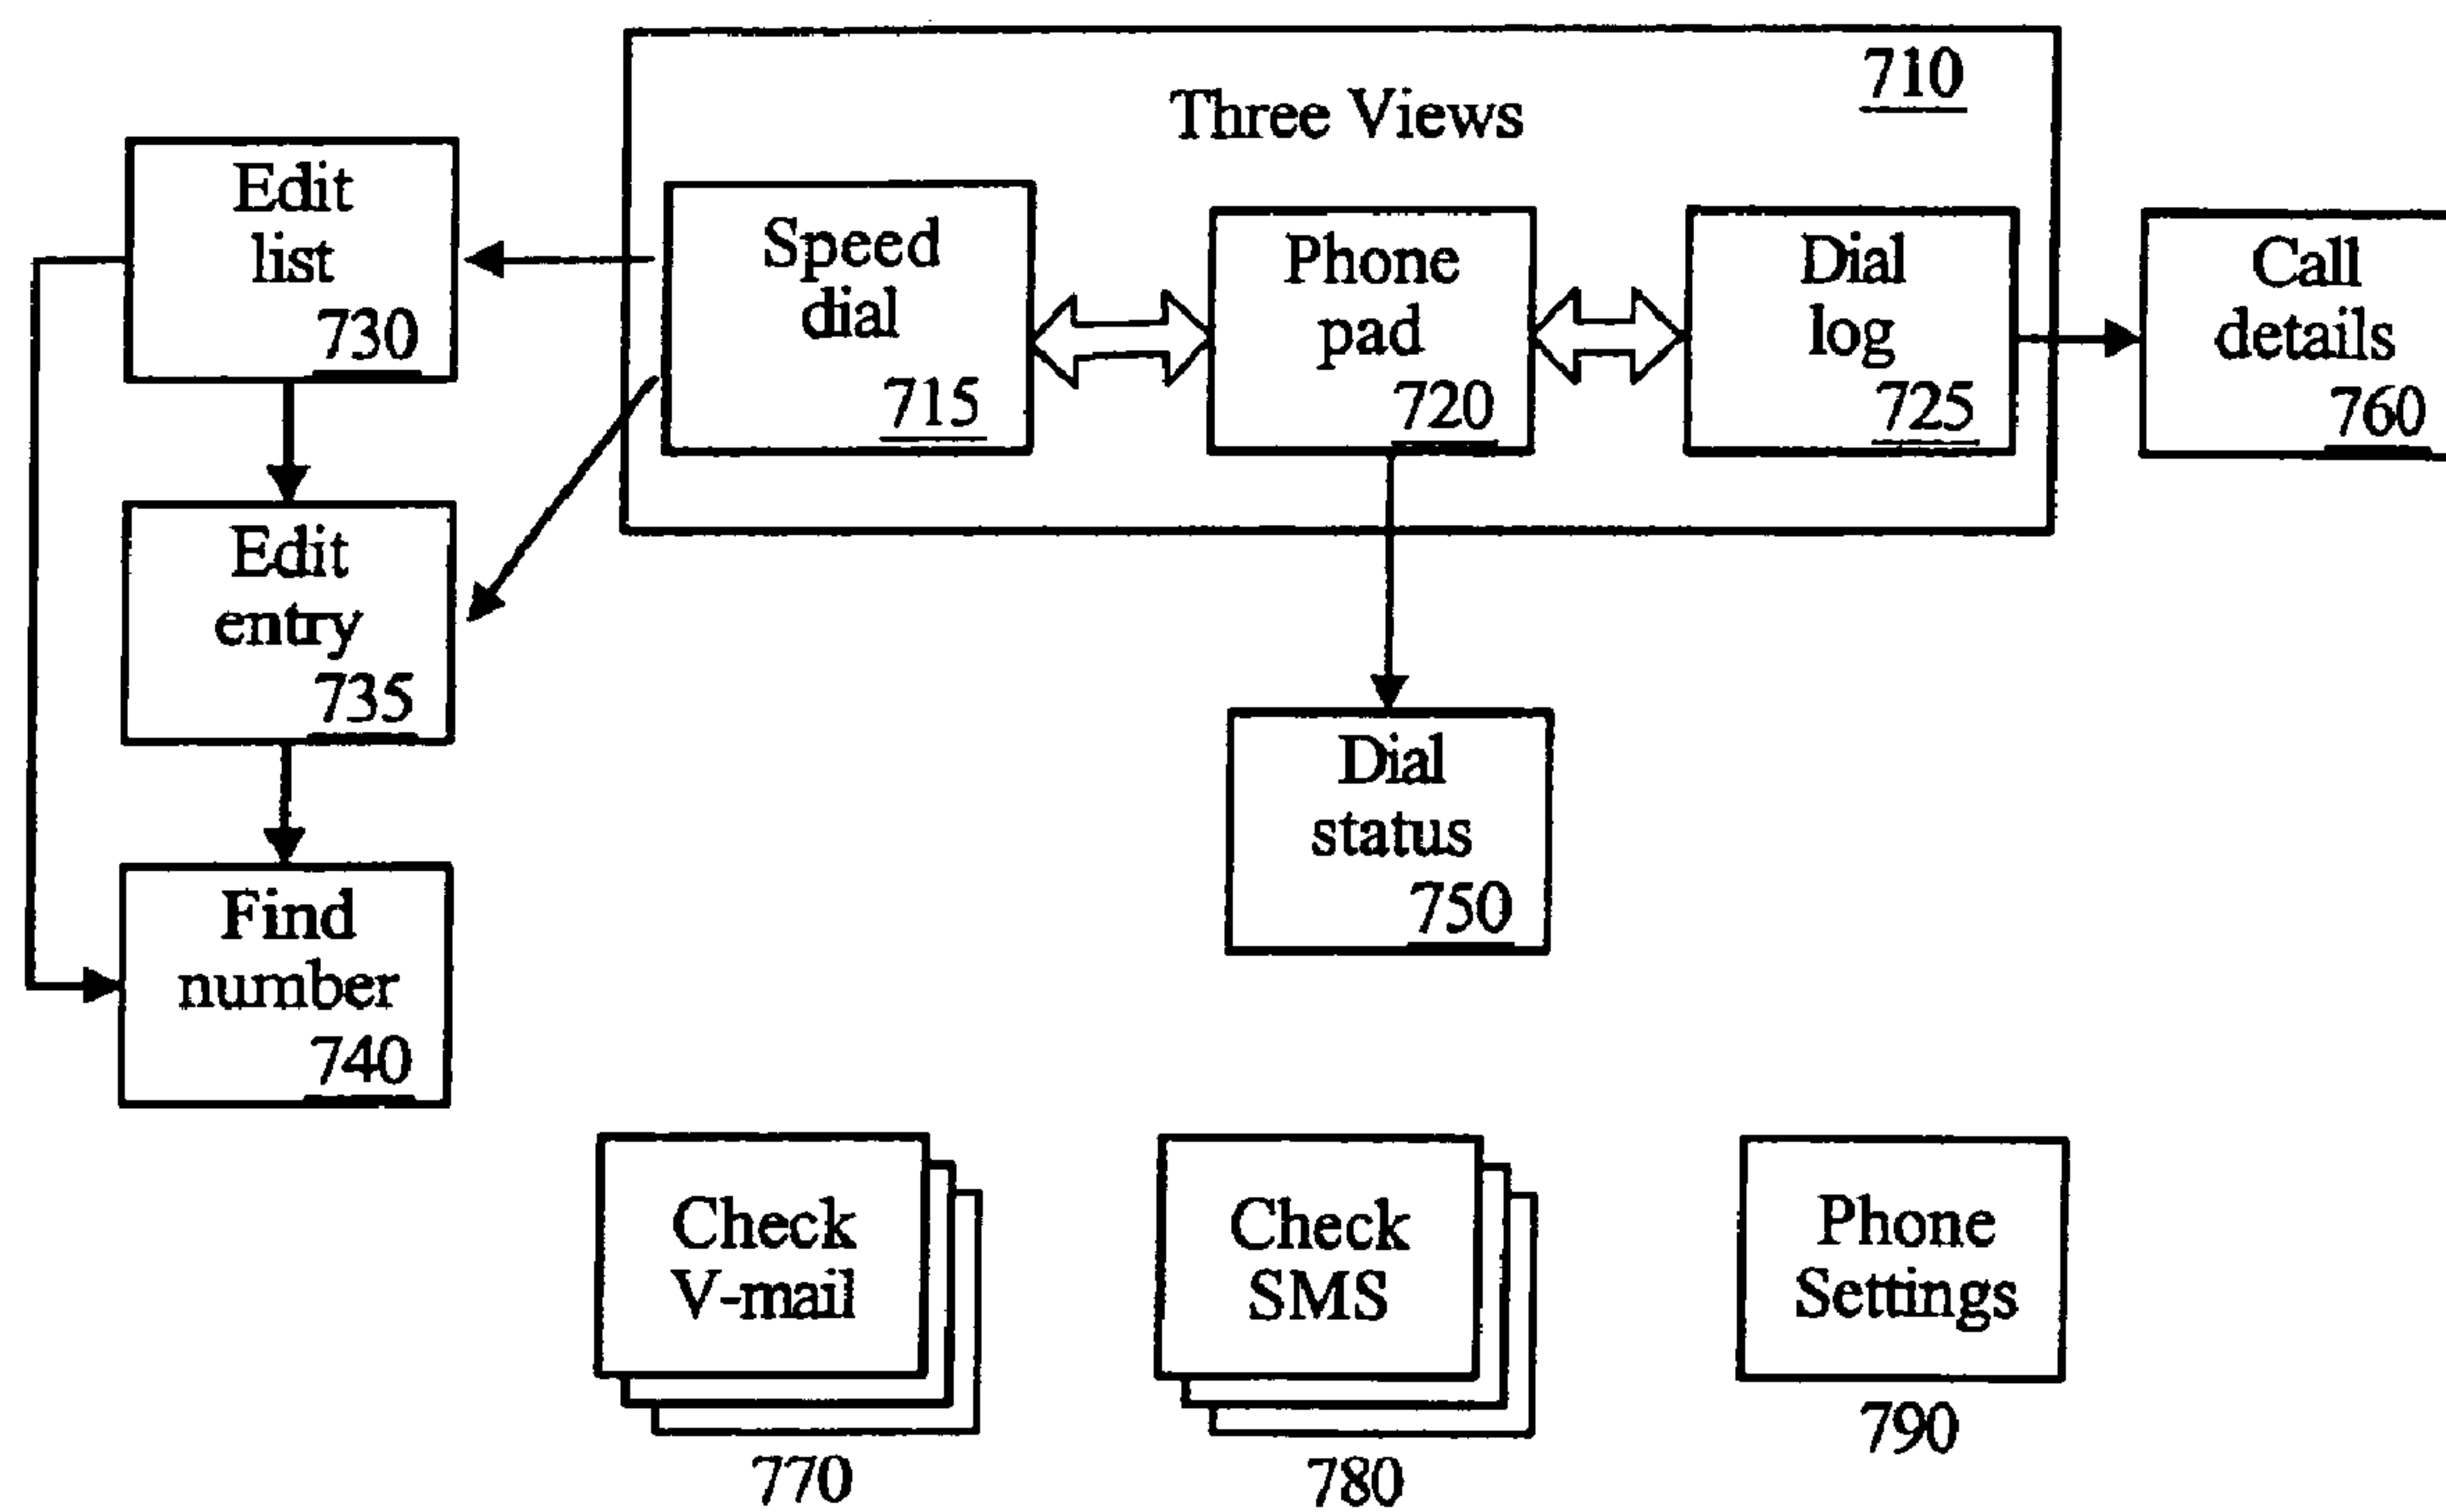 710
Three Views
Edit
list
730
Speed
dial
715
Phone
pad
720
Dial
log
725
Call
details
760
Edit
entry
735
Dial
status
750
Find
number
740
Check
V-mail
770
Check
SMS
780
Phone
Settings
790